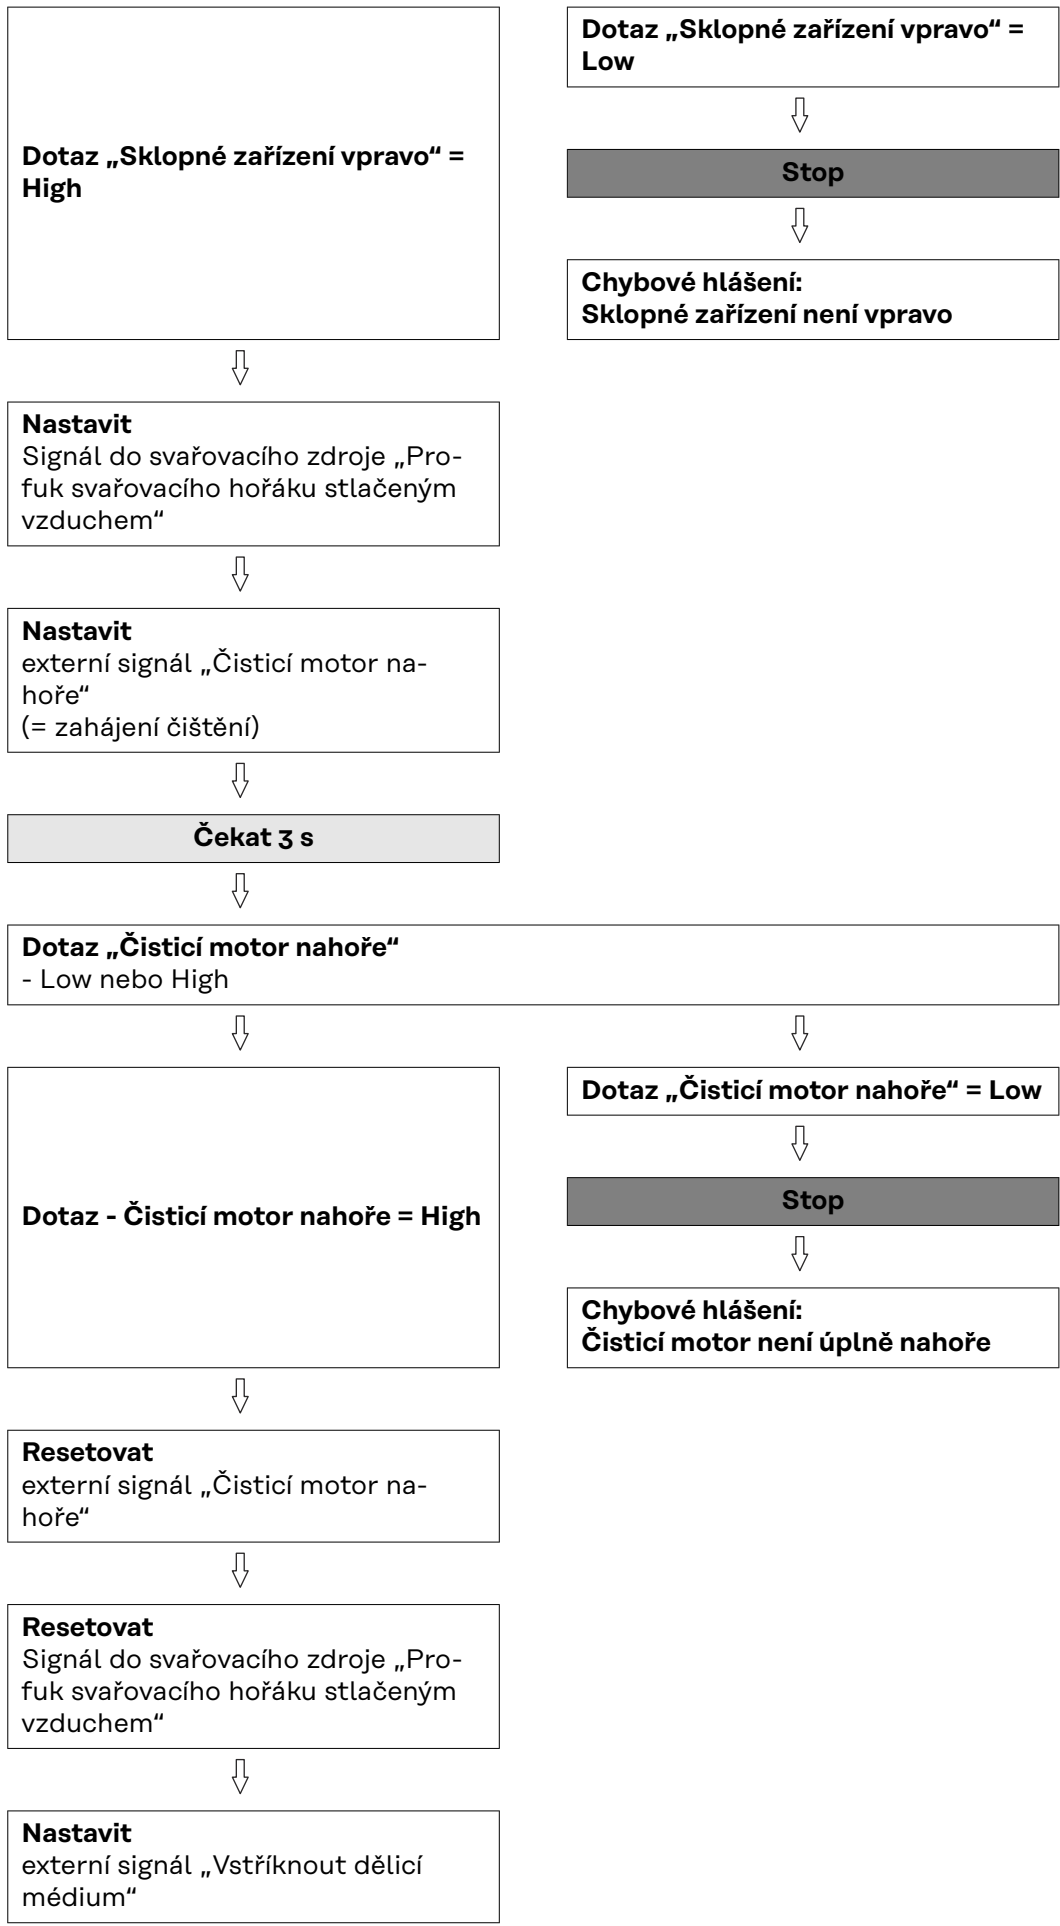 Dotaz „Sklopné zařízení vpravo“ =
High
Dotaz „Sklopné zařízení vpravo“ =
Low
Stop
Chybové hlášení:
Sklopné zařízení není vpravo
Nastavit
Signál do svařovacího zdroje „Pro-
fuk svařovacího hořáku stlačeným
vzduchem“
Nastavit
externí signál „Čisticí motor na-
hoře“
(= zahájení čištění)
Čekat 3 s
Dotaz „Čisticí motor nahoře“
- Low nebo High
Dotaz - Čisticí motor nahoře = High
Dotaz „Čisticí motor nahoře“ = Low
Stop
Chybové hlášení:
Čisticí motor není úplně nahoře
Resetovat
externí signál „Čisticí motor na-
hoře“
Resetovat
Signál do svařovacího zdroje „Pro-
fuk svařovacího hořáku stlačeným
vzduchem“
Nastavit
externí signál „Vstříknout dělicí
médium“